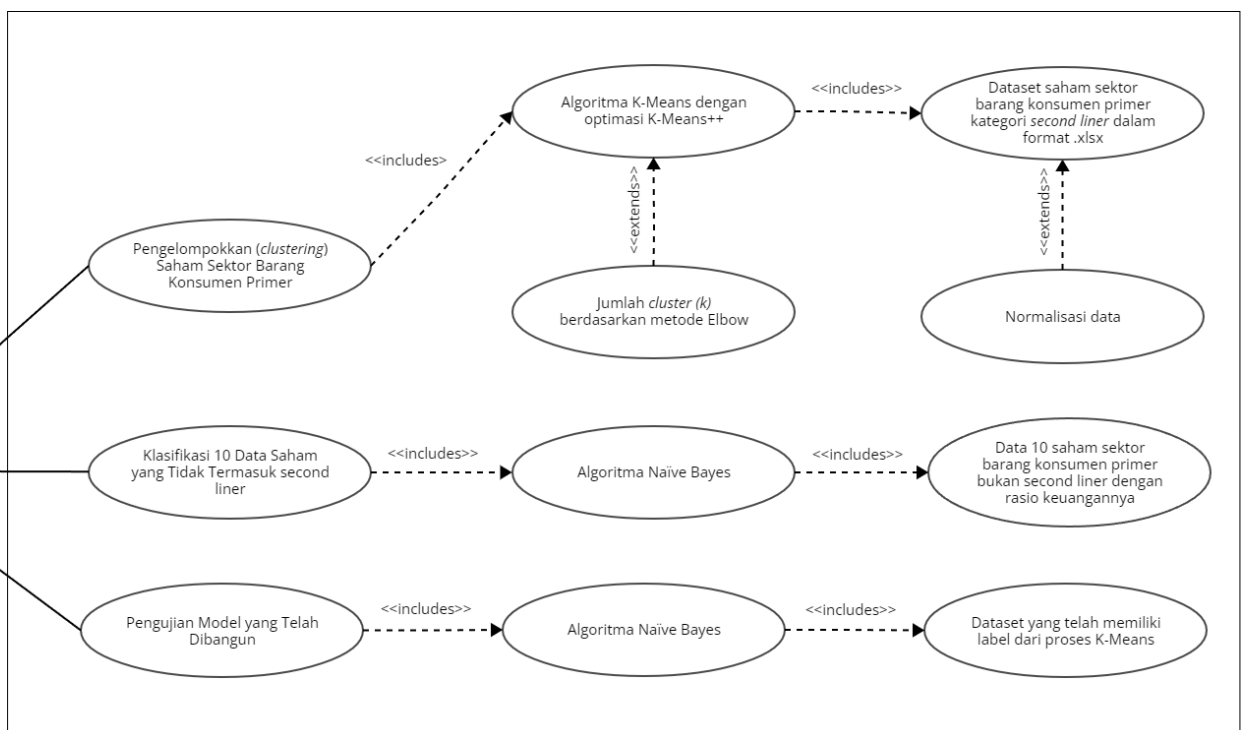 Algoritma K-Means dengan
optimasi K-Means++
<<includes>>
Dataset saham sektor
barang konsumen primer
kategori second liner dalam
format .xlsx
<<includes>
<<extends>>
<<extends>>
Pengelompokkan (clustering)
Saham Sektor Barang
Konsumen Primer
Jumlah cluster (k)
berdasarkan metode Elbow
Normalisasi data
Klasifikasi 10 Data Saham
yang Tidak Termasuk second
liner
<<includes>>
Algoritma Naïve Bayes
<<includes>>
Data 10 saham sektor
barang konsumen primer
bukan second liner dengan
rasio keuangannya
Pengujian Model yang Telah
Dibangun
<<includes>>
Algoritma Naïve Bayes
<<includes>>
Dataset yang telah memiliki
label dari proses K-Means